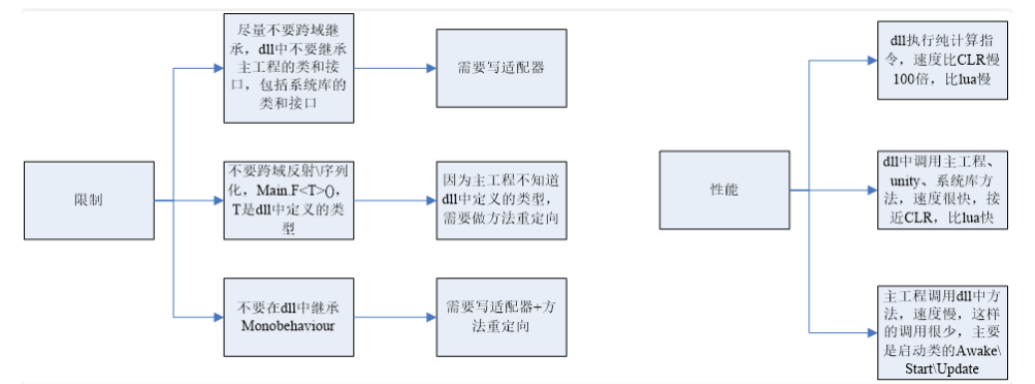 限制
尽量不要跨域继
承，dll中不要继承
主工程的类和接
口，包括系统库的
类和接口
需要写适配器
不要跨域反射\序列
化，Main.F<T>()，
T是dll中定义的类
型
因为主工程不知道
dll中定义的类型，
需要做方法重定向
不要在dll中继承
Monobehaviour
需要写适配器+方
法重定向
性能
dll执行纯计算指
令，速度比CLR慢
100倍，比lua慢
dll中调用主工程、
unity、系统库方
法，速度很快，接
近CLR，比lua快
主工程调用dll中方
法，速度慢，这样
的调用很少，主要
是启动类的Awake\
Start\Update